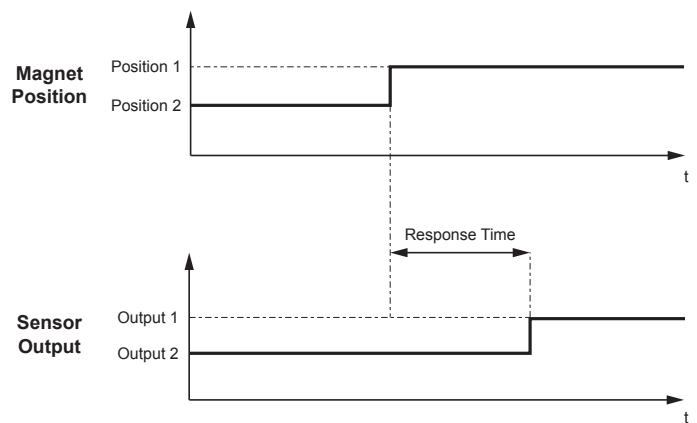 Magnet
Position
Position 1
Position 2
t
Response Time
Sensor
Output
Output 1
Output 2
t